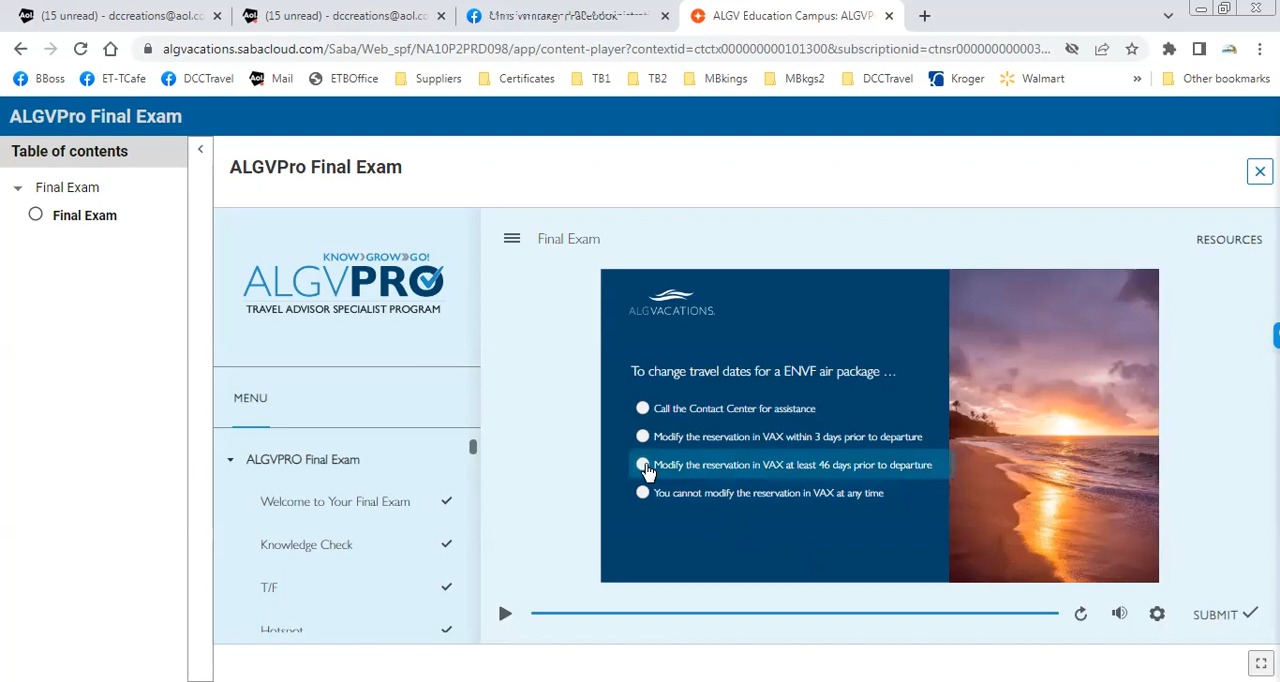 (15 unread) - dccreations@aol.cc
(15 unread) - dccreations@aol.cc
ALGV Education Campus: ALGVP
algvacations.sabacloud.com/Saba/Web_spf/NA10P2PRD098/app/content-player?contextid=ctctx000000000101300&subscriptionid=ctnsr000000000003...
BBoss
ET-TCafe
DCCTravel
Mail
ETBOffice
Suppliers
Certificates
TB1
TB2
MBkings
MBkgs2
DCCTravel
Kroger
Walmart
»
Other bookmarks
ALGVPro Final Exam
Table of contents
Final Exam
Final Exam
ALGVPro Final Exam
KNOW»GROW»GO!
ALGVPRO
TRAVEL ADVISOR SPECIALIST PROGRAM
MENU
ALGVPRO Final Exam
Welcome to Your Final Exam
Knowledge Check
T/F
Hotspot
Final Exam
RESOURCES
ALGVACATIONS.
To change travel dates for a ENVF air package …
Call the Contact Center for assistance
Modify the reservation in VAX within 3 days prior to departure
Modify the reservation in VAX at least 46 days prior to departure
You cannot modify the reservation in VAX at any time
SUBMIT